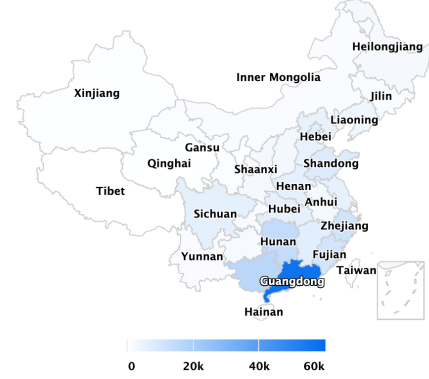 Heilongjiang
Inner Mongolia
Xinjiang
Jilin
Liaoning
Hebei
Gansu
Qinghai
Shaanxi
Shandong
Henan
Tibet
Anhui
Sichuan
Hubei
Zhejiang
Hunan
Yunnan
Fujian
Taiwan
Guangdong
Hainan
0 20k 40k 60k